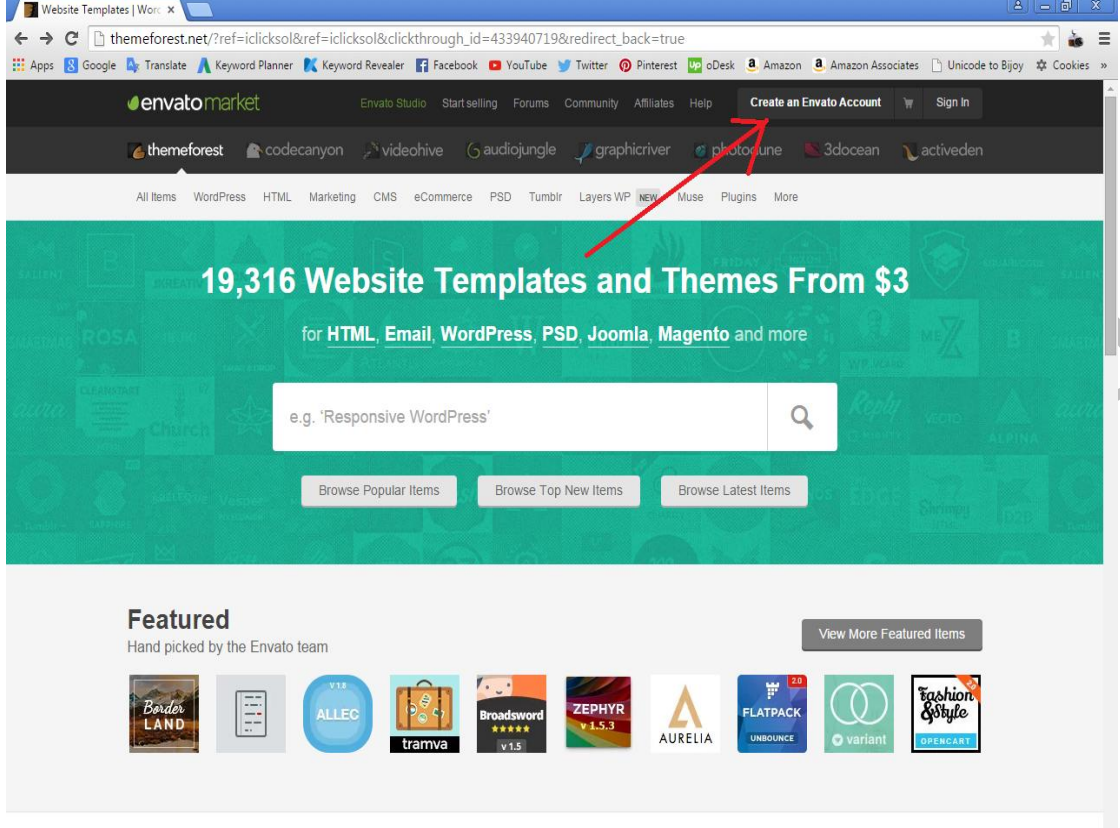 Website Templates | Word
themeforest.net/?ref=iclicksol&ref=iclicksol&clickthrough_id=433940719&redirect_back=true
Apps Google Translate Keyword Planner Keyword Revealer Facebook YouTube Twitter Pinterest oDesk Amazon Amazon Associates Unicode to Bijoy Cookies »
envatomarket Envato Studio Start selling Forums Community Affiliates Help Create an Envato Account Sign In
themeforest codecanyon videohive audiojungle graphicriver photodune 3docean activeden
All Items WordPress HTML Marketing CMS eCommerce PSD Tumblr Layers WP NEW Muse Plugins More
19,316 Website Templates and Themes From $3
for HTML, Email, WordPress, PSD, Joomla, Magento and more
e.g. 'Responsive WordPress'
Browse Popular Items Browse Top New Items Browse Latest Items
Featured
Hand picked by the Envato team
View More Featured Items
Border
LAND
V 1.8
ALLEC
tramva
Broadsword
v 1.5
ZEPHYR
v 1.5.3
AURELIA
2.0
FLATPACK
UNBOUNCE
variant
2.0
Fashion
&Style
OPENCART